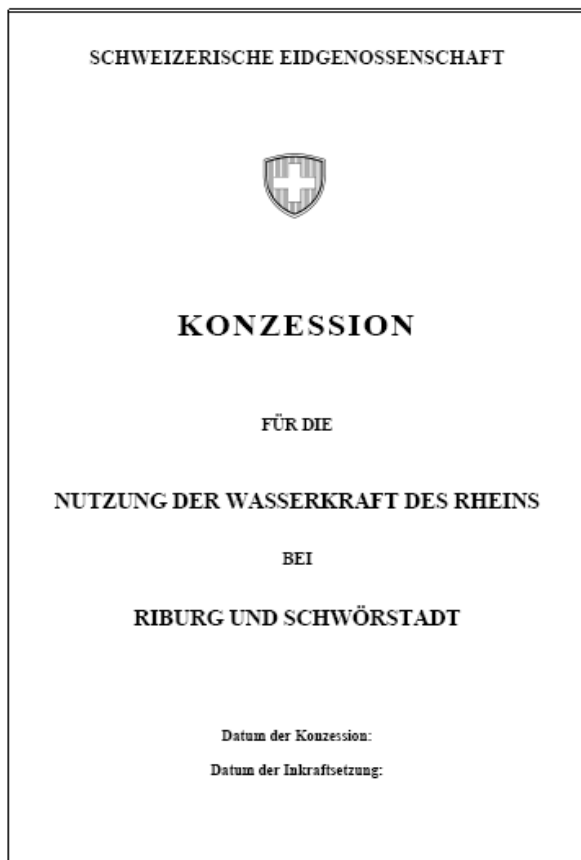 SCHWEIZERISCHE EIDGENOSSENSCHAFT
KONZESSION
FÜR DIE
NUTZUNG DER WASSERKRAFT DES RHEINS
BEI
RIBURG UND SCHWÖRSTADT
Datum der Konzession:
Datum der Inkraftsetzung: